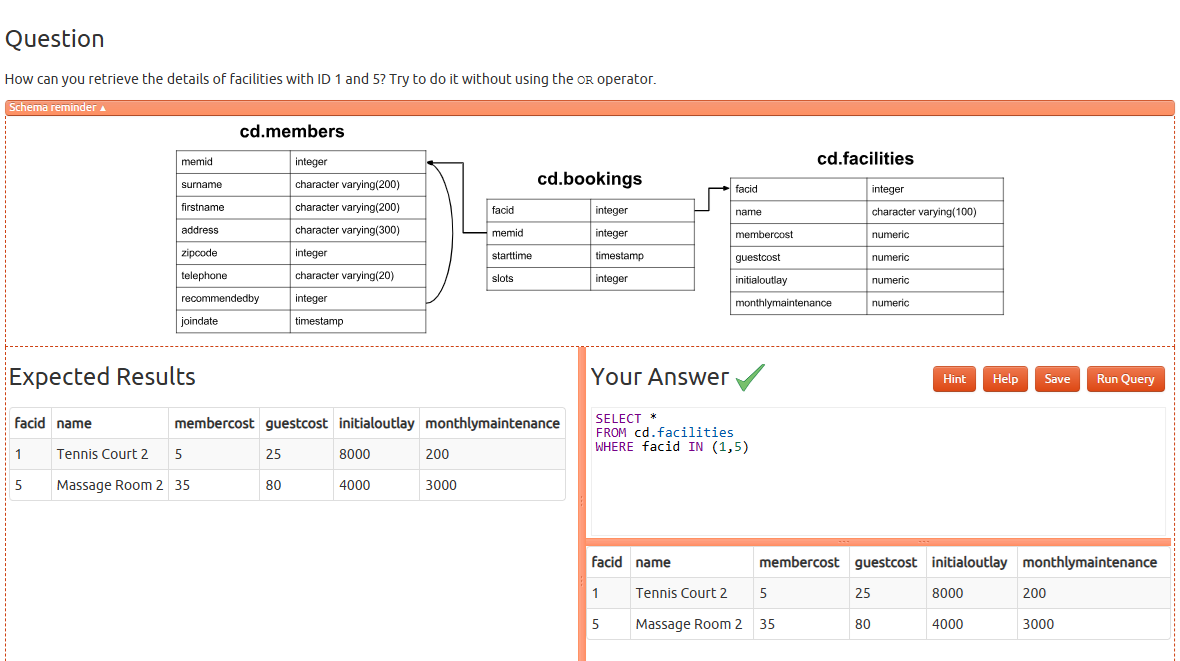 Question
How can you retrieve the details of facilities with ID 1 and 5? Try to do it without using the OR operator.
Schema reminder ▲
cd.members
memid integer
surname character varying(200)
firstname character varying(200)
address character varying(300)
zipcode integer
telephone character varying(20)
recommendedby integer
joindate timestamp
cd.bookings
facid integer
memid integer
starttime timestamp
slots integer
cd.facilities
facid integer
name character varying(100)
membercost numeric
guestcost numeric
initialoutlay numeric
monthlymaintenance numeric
Expected Results
facid name membercost guestcost initialoutlay monthlymaintenance
1 Tennis Court 2 5 25 8000 200
5 Massage Room 2 35 80 4000 3000
Your Answer
Hint Help Save Run Query
SELECT *
FROM cd.facilities
WHERE facid IN (1,5)
facid name membercost guestcost initialoutlay monthlymaintenance
1 Tennis Court 2 5 25 8000 200
5 Massage Room 2 35 80 4000 3000